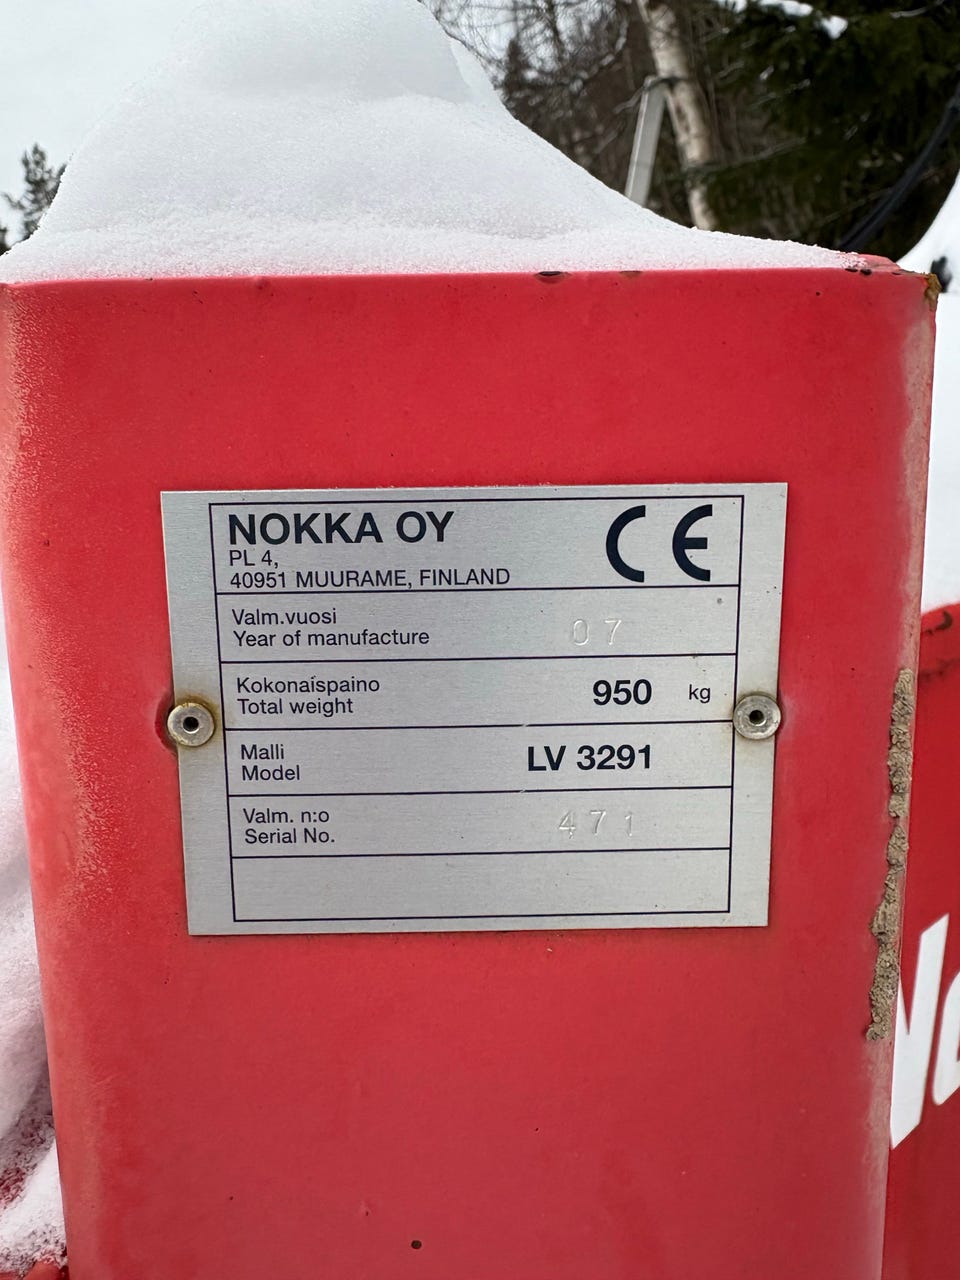 NOKKA OY
PL 4,
40951 MUURAME, FINLAND
CE
Valm.vuosi
Year of manufacture
07
Kokonaispaino
Total weight
950 kg
Malli
Model
LV 3291
Valm. n:o
Serial No.
471